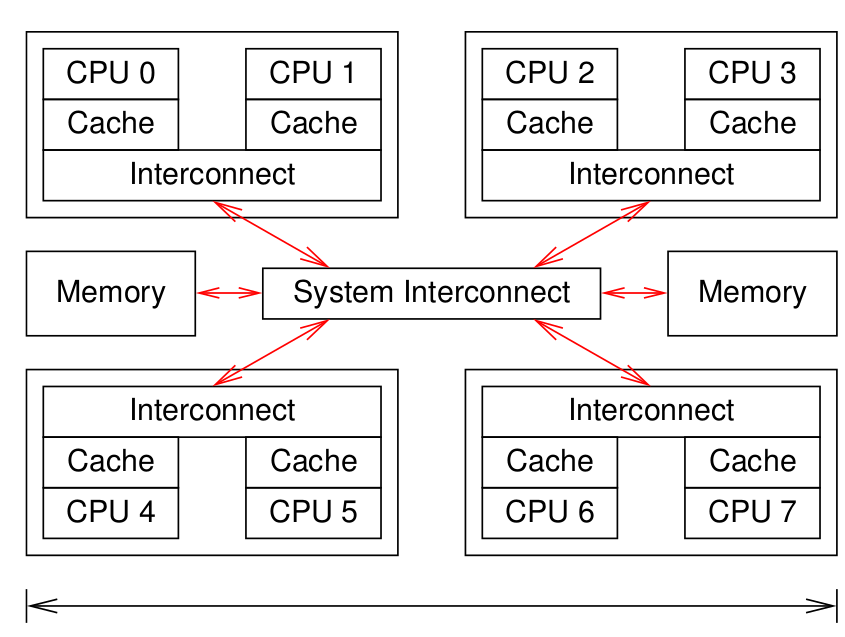 CPU 0
CPU 1
CPU 2
CPU 3
Cache
Cache
Cache
Cache
Interconnect
Interconnect
Memory
System Interconnect
Memory
Interconnect
Interconnect
Cache
Cache
Cache
Cache
CPU 4
CPU 5
CPU 6
CPU 7